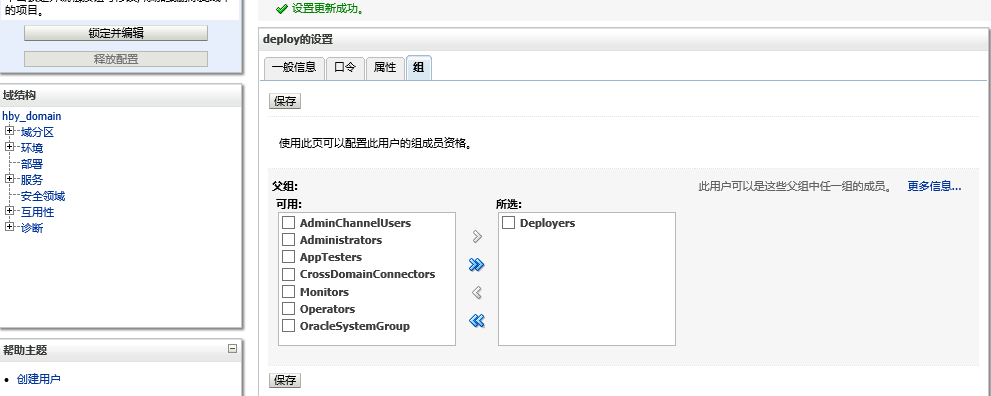 的项目。
锁定并编辑
释放配置
域结构
hby_domain
域分区
环境
部署
服务
安全领域
互用性
诊断
帮助主题
创建用户
设置更新成功。
deploy的设置
一般信息 口令 属性 组
保存
使用此页可以配置此用户的组成员资格。
父组:
此用户可以是这些父组中任一组的成员。 更多信息...
可用:
AdminChannelUsers
Administrators
AppTesters
CrossDomainConnectors
Monitors
Operators
OracleSystemGroup
所选:
Deployers
保存